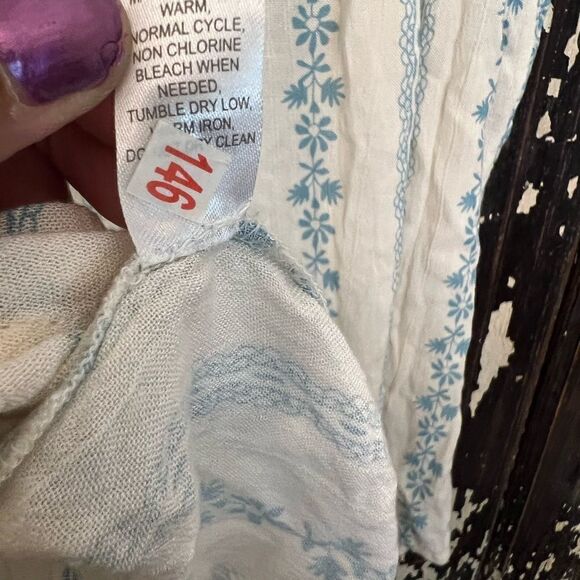 WARM,
NORMAL CYCLE,
NON CHLORINE
BLEACH WHEN
NEEDED,
TUMBLE DRY LOW,
IRON,
CLEAN
146